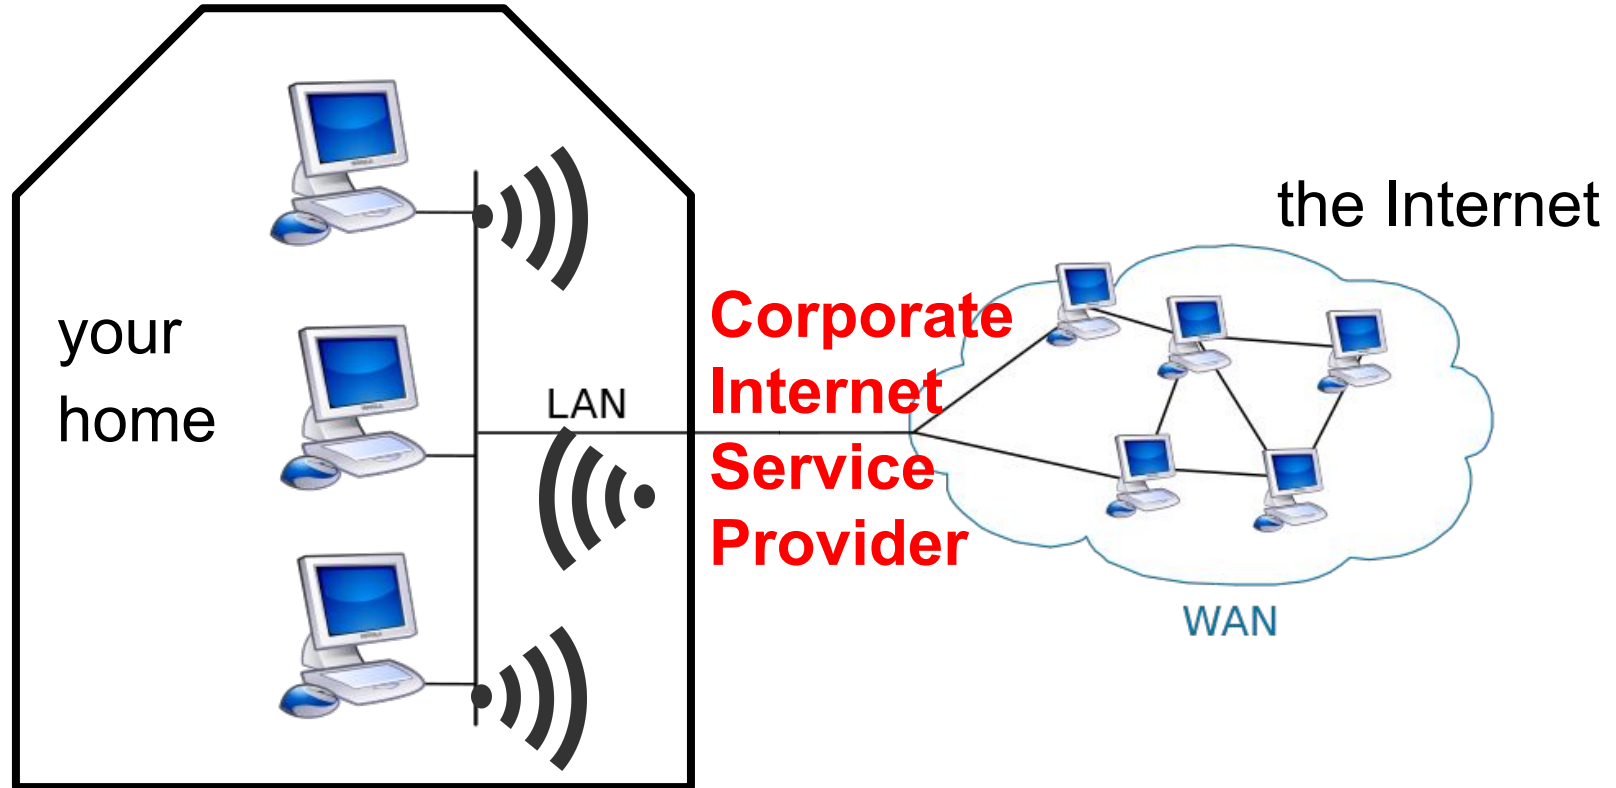 the Internet
your
home
LAN
Corporate
Internet
Service
Provider
WAN